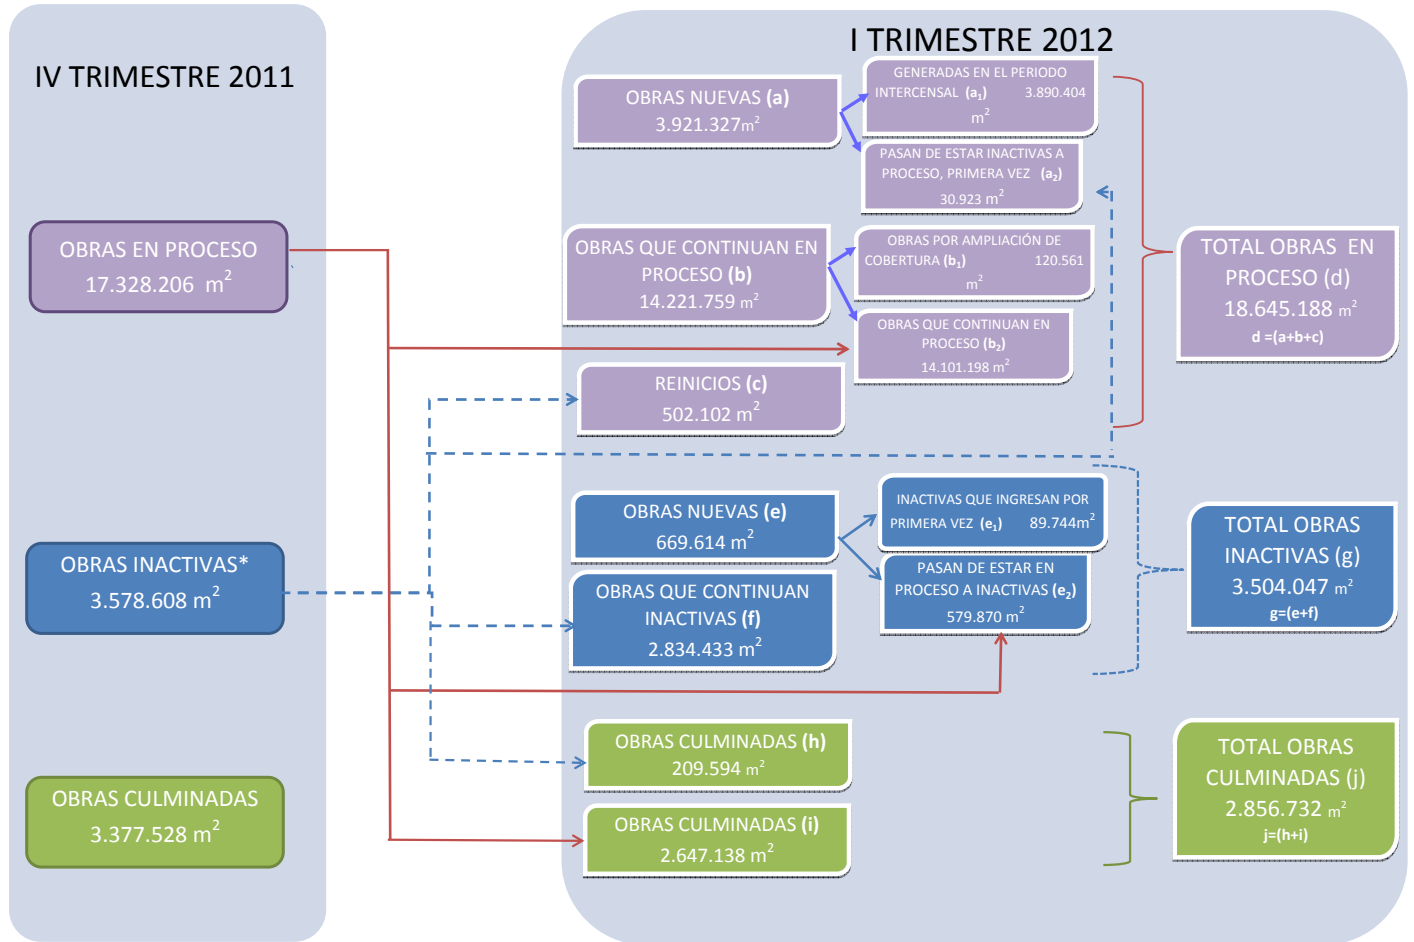 IV TRIMESTRE 2011
OBRAS EN PROCESO
17.328.206 m²
OBRAS INACTIVAS*
3.578.608 m²
OBRAS CULMINADAS
3.377.528 m²
I TRIMESTRE 2012
OBRAS NUEVAS (a)
3.921.327m²
GENERADAS EN EL PERIODO
INTERCENSAL (a₁) 3.890.404
m²
PASAN DE ESTAR INACTIVAS A
PROCESO, PRIMERA VEZ (a₂)
30.923 m²
OBRAS QUE CONTINUAN EN
PROCESO (b)
14.221.759 m²
OBRAS POR AMPLIACIÓN DE
COBERTURA (b₁) 120.561
m²
OBRAS QUE CONTINUAN EN
PROCESO (b₂)
14.101.198 m²
REINICIOS (c)
502.102 m²
TOTAL OBRAS EN
PROCESO (d)
18.645.188 m²
d =(a+b+c)
OBRAS NUEVAS (e)
669.614 m²
INACTIVAS QUE INGRESAN POR
PRIMERA VEZ (e₁) 89.744m²
PASAN DE ESTAR EN
PROCESO A INACTIVAS (e₂)
579.870 m²
OBRAS QUE CONTINUAN
INACTIVAS (f)
2.834.433 m²
TOTAL OBRAS
INACTIVAS (g)
3.504.047 m²
g=(e+f)
OBRAS CULMINADAS (h)
209.594 m²
OBRAS CULMINADAS (i)
2.647.138 m²
TOTAL OBRAS
CULMINADAS (j)
2.856.732 m²
j=(h+i)